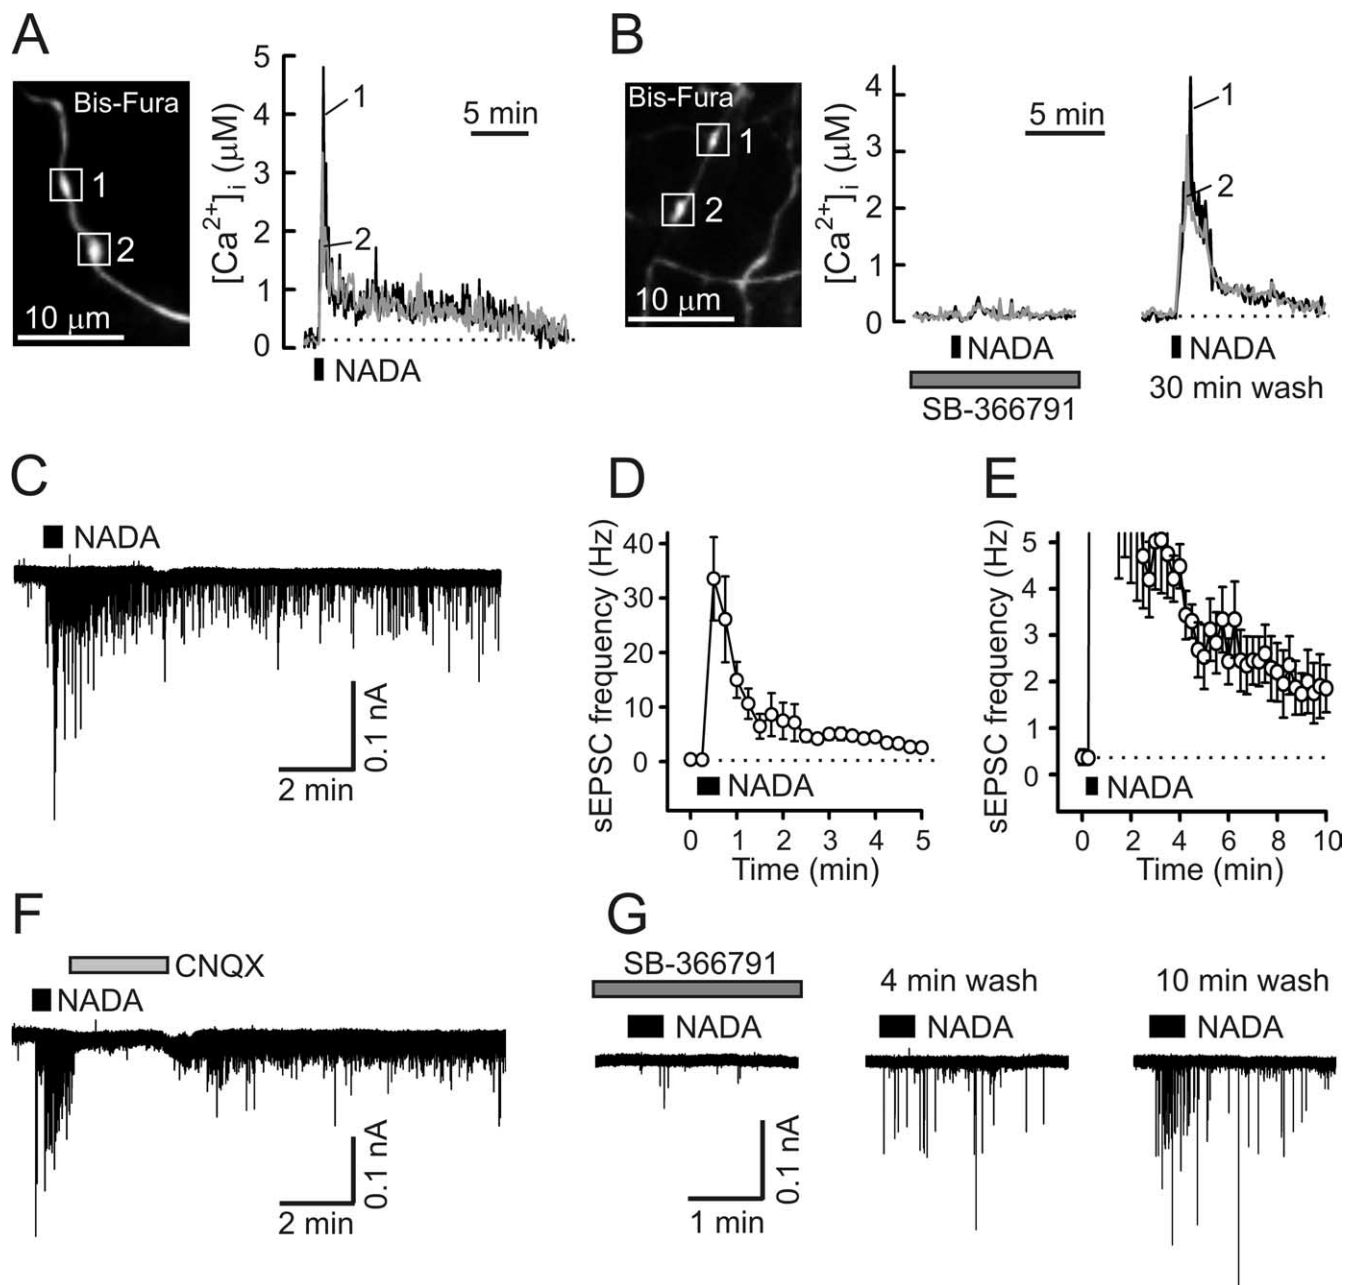 A
Bis-Fura
1
2
10 μm
[Ca2+]i (μM)
5
4
3
2
1
0
1
2
5 min
NADA
B
Bis-Fura
1
2
10 μm
[Ca2+]i (μM)
4
3
2
1
0
5 min
1
2
NADA
SB-366791
NADA
30 min wash
C
NADA
0.1 nA
2 min
D
sEPSC frequency (Hz)
40
30
20
10
0
NADA
0 1 2 3 4 5
Time (min)
E
sEPSC frequency (Hz)
5
4
3
2
1
0
NADA
0 2 4 6 8 10
Time (min)
F
CNQX
NADA
0.1 nA
2 min
G
SB-366791
NADA
4 min wash
NADA
10 min wash
NADA
0.1 nA
1 min